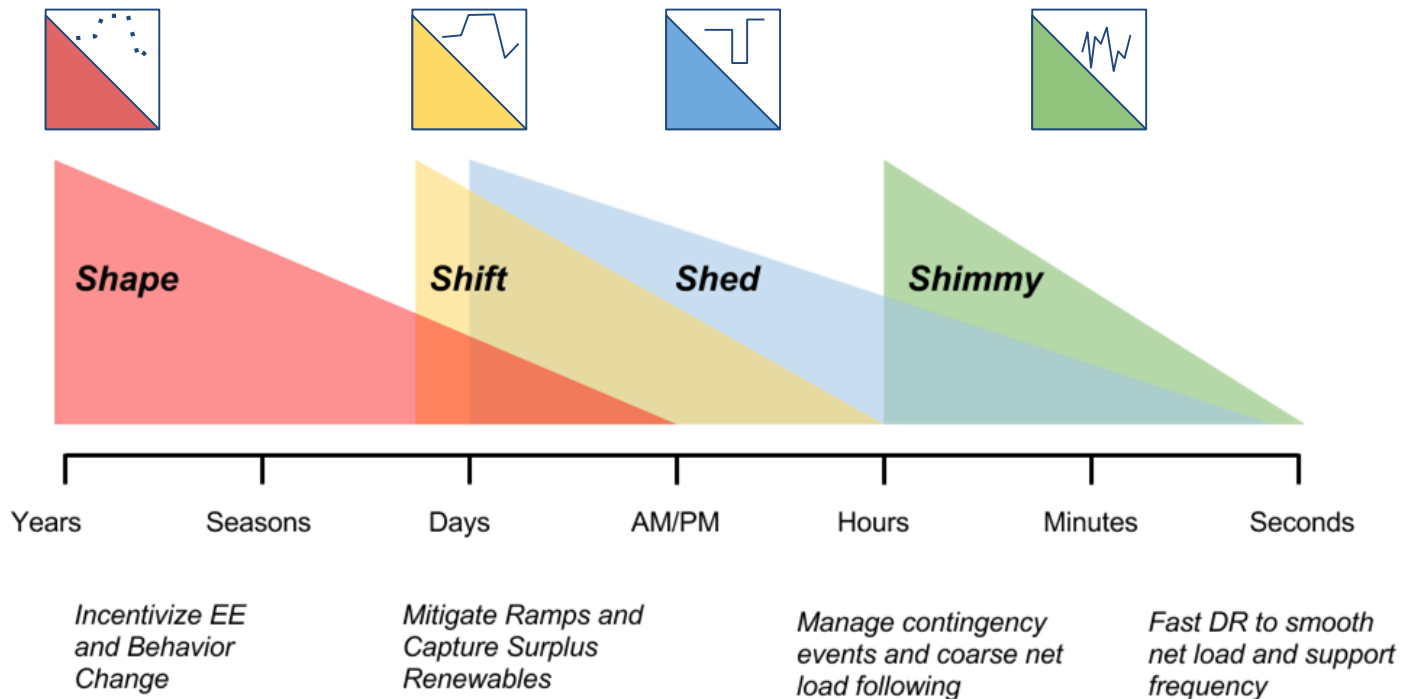 Shape
Shift
Shed
Shimmy
Years
Seasons
Days
AM/PM
Hours
Minutes
Seconds
Incentivize EE
and Behavior
Change
Mitigate Ramps and
Capture Surplus
Renewables
Manage contingency
events and coarse net
load following
Fast DR to smooth
net load and support
frequency